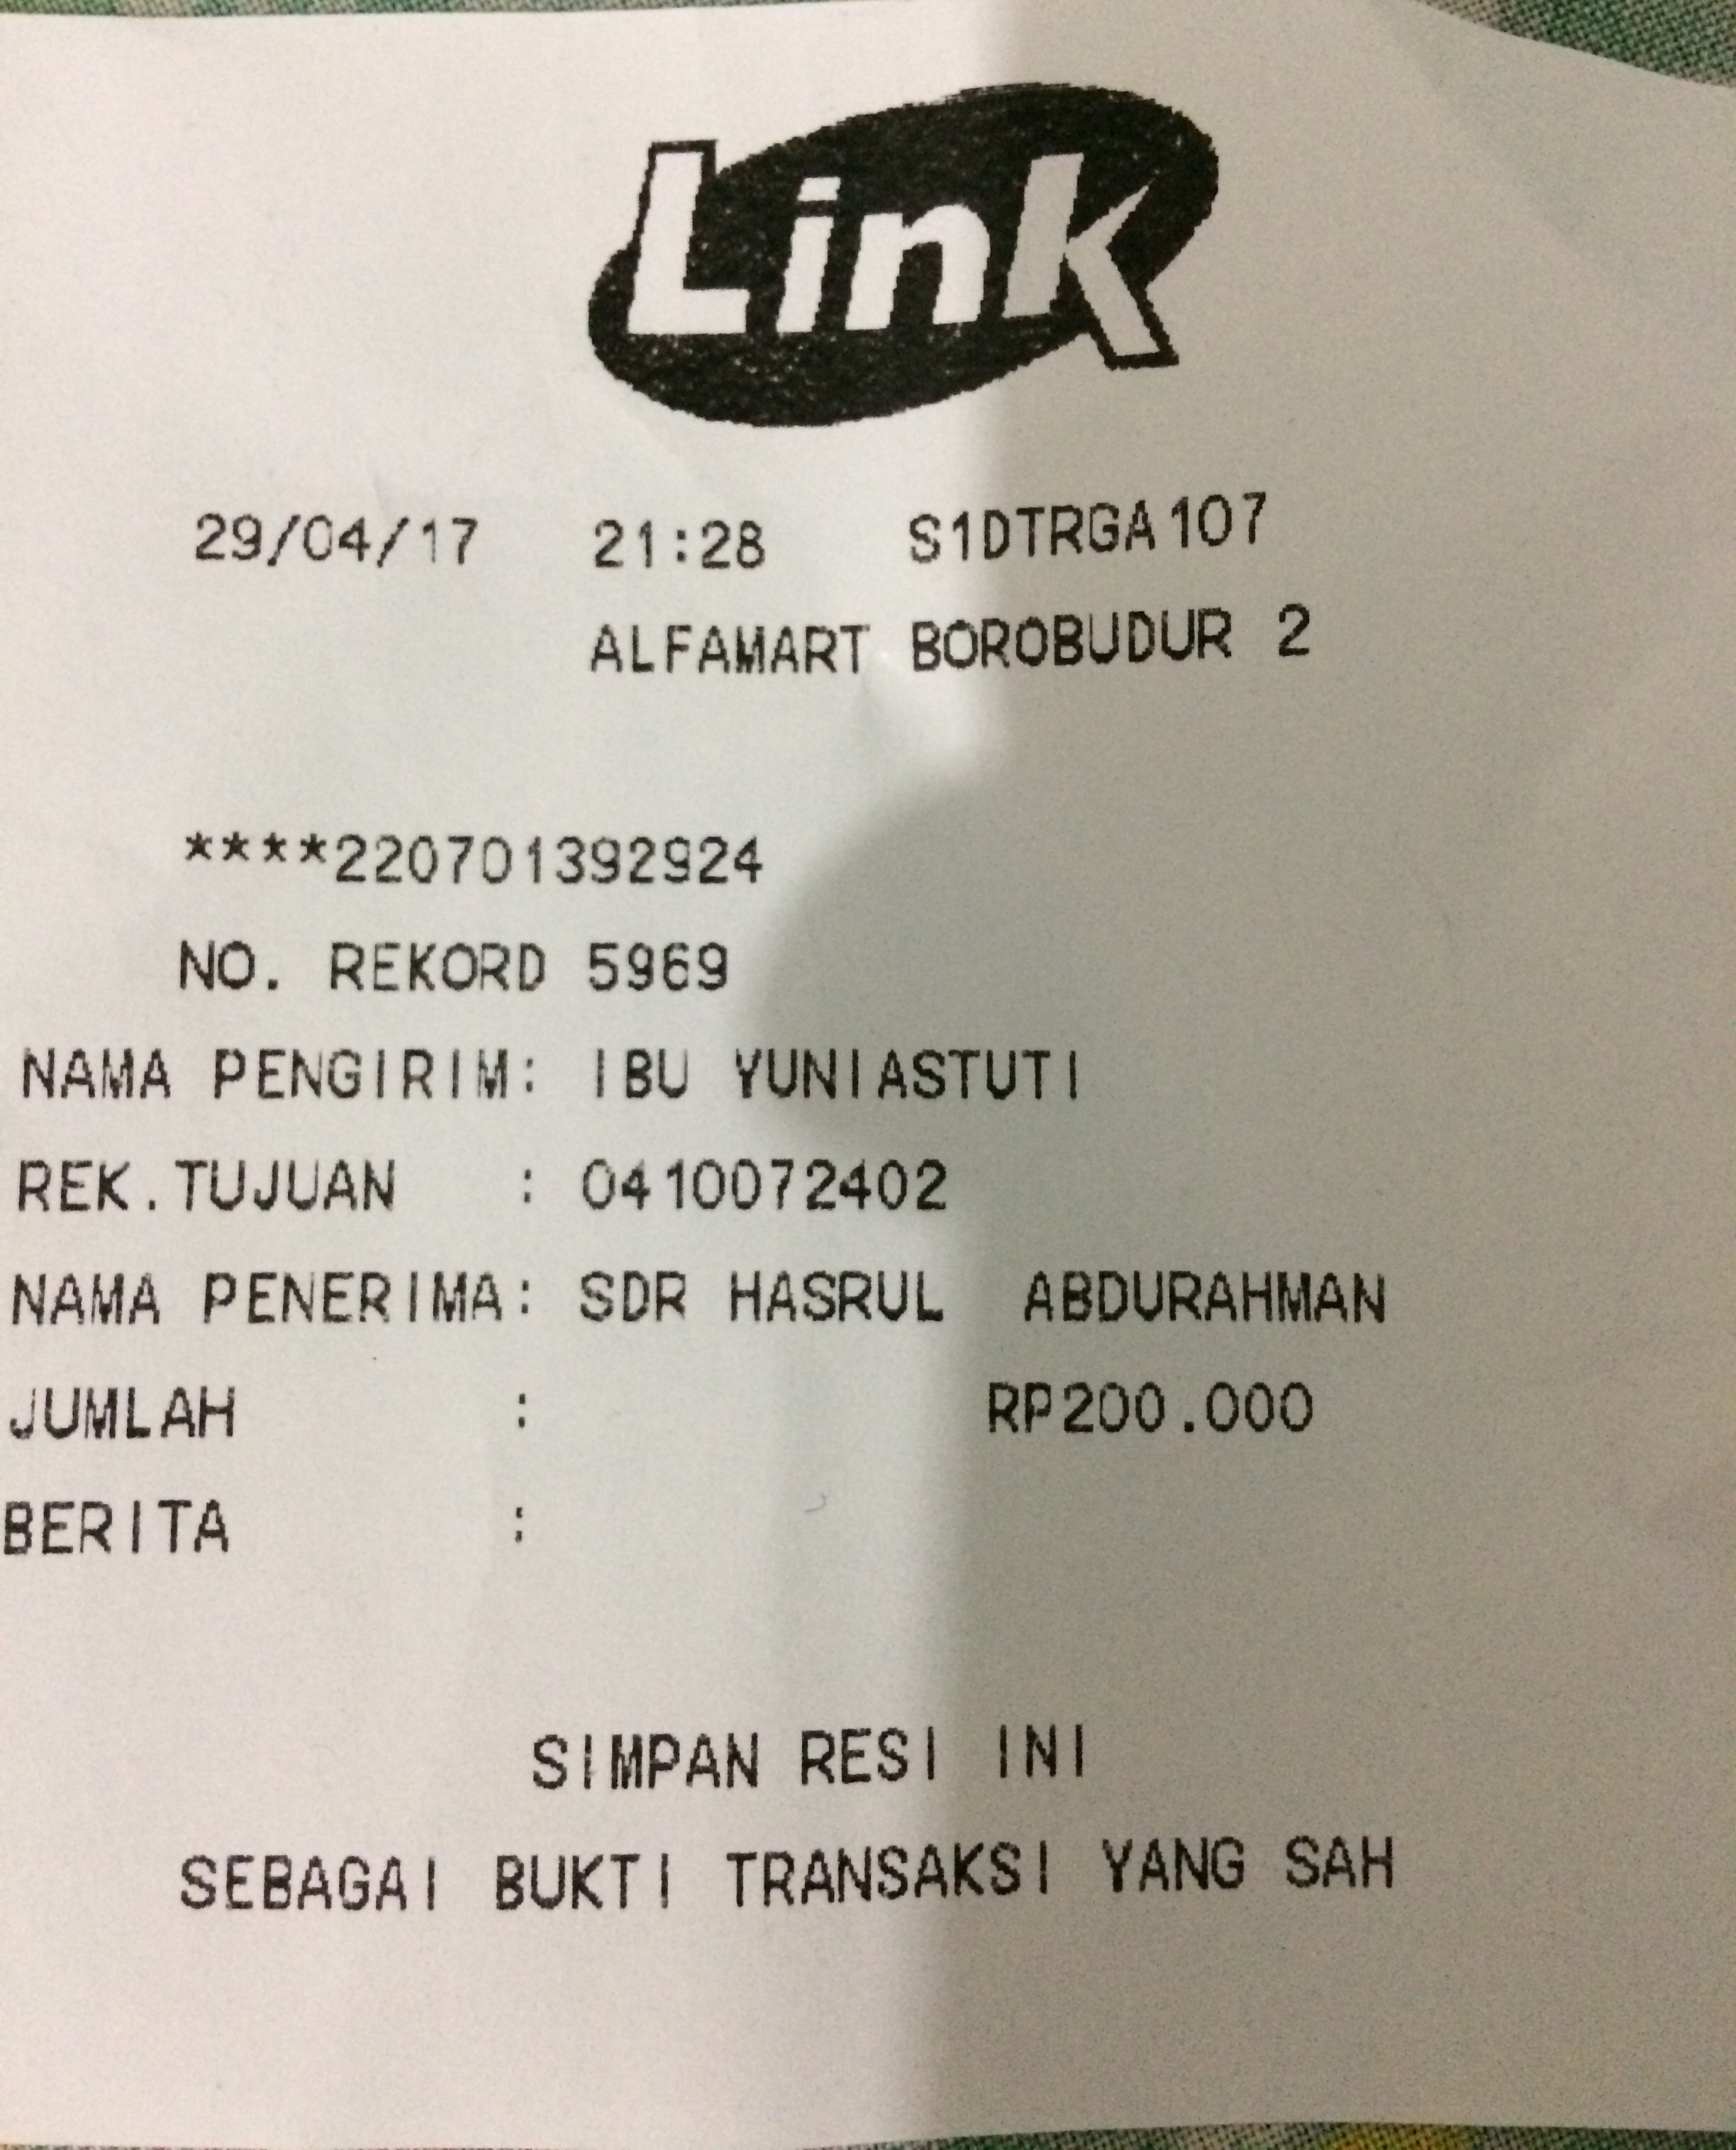 Link
29/04/17 21:28 S1DTRGA107
ALFAMART BOROBUDUR 2
****220701392924
NO. REKORD 5969
NAMA PENGIRIM: IBU YUNIASTUTI
REK.TUJUAN : 0410072402
NAMA PENERIMA: SDR HASRUL ABDURAHMAN
JUMLAH : RP200.000
BERITA :
SIMPAN RESI INI
SEBAGAI BUKTI TRANSAKSI YANG SAH